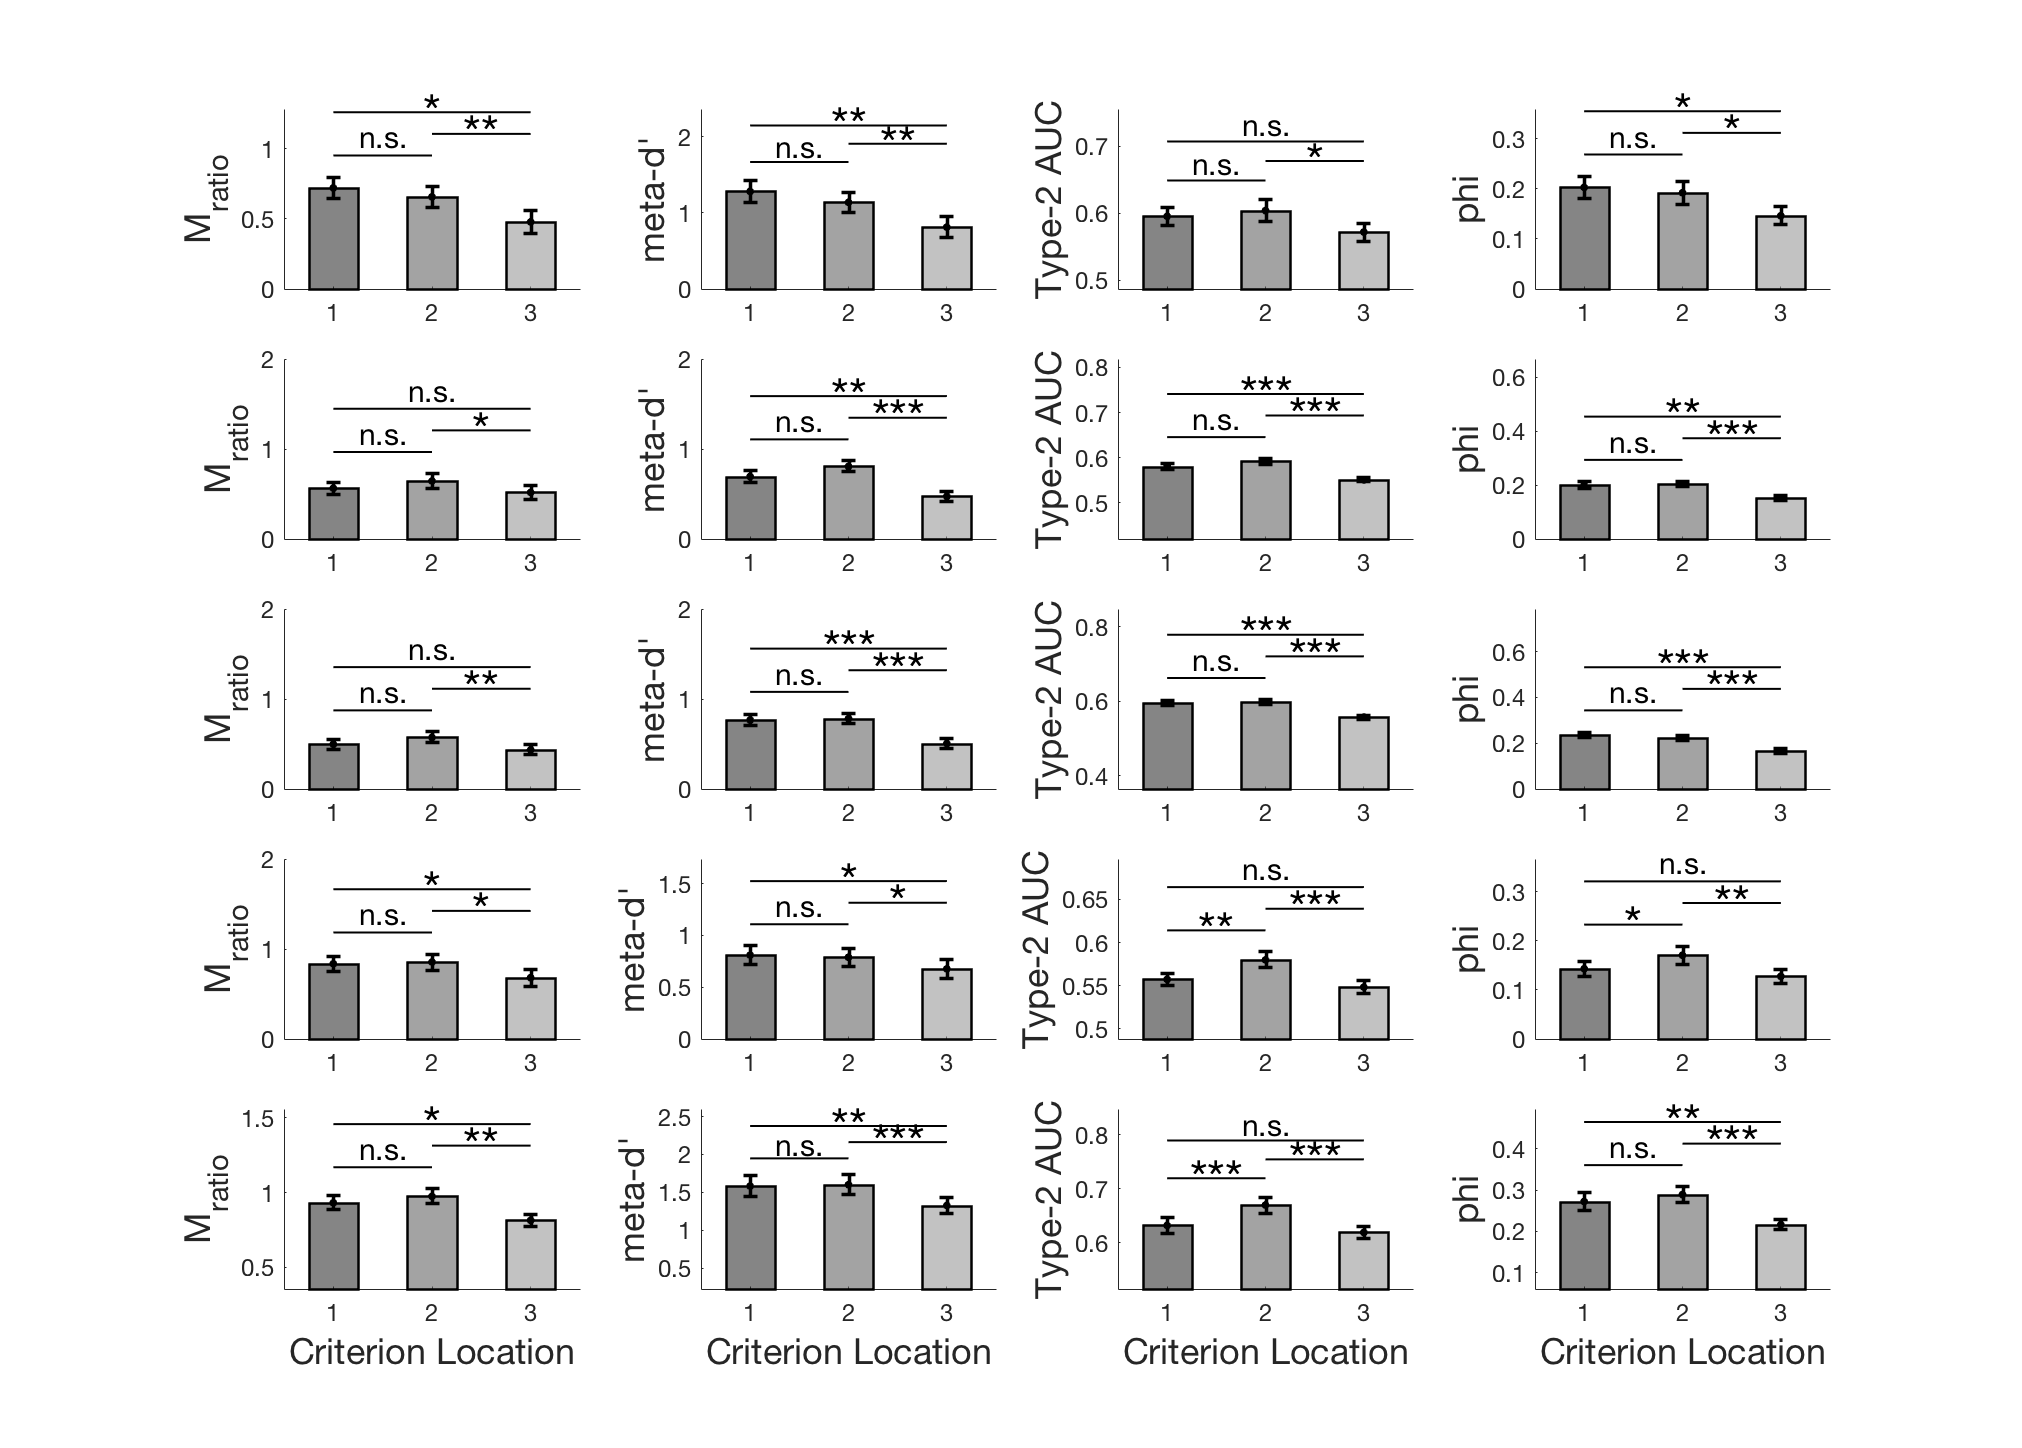 M_ratio
1
0.5
0
*
**
n.s.
1 2 3
meta-d'
2
1
0
**
**
n.s.
1 2 3
Type-2 AUC
0.7
0.6
0.5
n.s.
*
n.s.
1 2 3
phi
0.3
0.2
0.1
0
*
*
n.s.
1 2 3
M_ratio
2
1
0
n.s.
*
n.s.
1 2 3
meta-d'
2
1
0
**
***
n.s.
1 2 3
Type-2 AUC
0.8
0.7
0.6
0.5
***
***
n.s.
1 2 3
phi
0.6
0.4
0.2
0
**
***
n.s.
1 2 3
M_ratio
2
1
0
n.s.
**
n.s.
1 2 3
meta-d'
2
1
0
***
***
n.s.
1 2 3
Type-2 AUC
0.8
0.6
0.4
***
***
n.s.
1 2 3
phi
0.6
0.4
0.2
0
***
***
n.s.
1 2 3
M_ratio
2
1
0
*
*
n.s.
1 2 3
meta-d'
1.5
1
0.5
0
*
*
n.s.
1 2 3
Type-2 AUC
0.65
0.6
0.55
0.5
n.s.
***
**
1 2 3
phi
0.3
0.2
0.1
0
n.s.
**
*
1 2 3
M_ratio
1.5
1
0.5
*
**
n.s.
1 2 3
Criterion Location
meta-d'
2.5
2
1.5
1
0.5
**
***
n.s.
1 2 3
Criterion Location
Type-2 AUC
0.8
0.7
0.6
n.s.
***
***
1 2 3
Criterion Location
phi
0.4
0.3
0.2
0.1
**
***
n.s.
1 2 3
Criterion Location